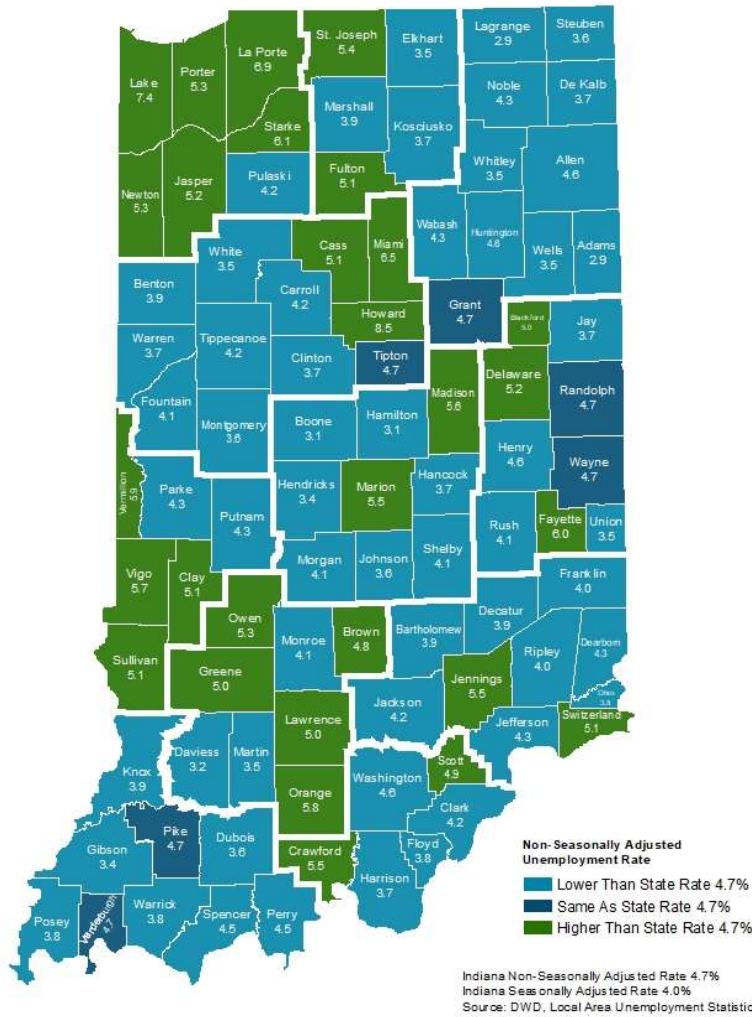 St. Joseph
5.4
Elkhart
3.5
Lagrange
2.9
Steuben
3.6
La Porte
6.9
Porter
5.3
Lake
7.4
Noble
4.3
De Kalb
3.7
Marshall
3.9
Kosciusko
3.7
Starke
6.1
Whitley
3.5
Allen
4.6
Pulaski
4.2
Fulton
5.1
Jasper
5.2
Newton
5.3
Wabash
4.3
Huntington
4.6
Wells
3.5
Adams
2.9
White
3.5
Cass
5.1
Miami
6.5
Benton
3.9
Carroll
4.2
Grant
4.7
Howard
8.5
Blackford
5.0
Jay
3.7
Warren
3.7
Tippecanoe
4.2
Clinton
3.7
Tipton
4.7
Madison
5.6
Delaware
5.2
Randolph
4.7
Fountain
4.1
Montgomery
3.6
Boone
3.1
Hamilton
3.1
Henry
4.6
Wayne
4.7
Vermillion
5.9
Parke
4.3
Putnam
4.3
Hendricks
3.4
Marion
5.5
Hancock
3.7
Rush
4.1
Fayette
6.0
Union
3.5
Vigo
5.7
Clay
5.1
Morgan
4.1
Johnson
3.6
Shelby
4.1
Franklin
4.0
Owen
5.3
Monroe
4.1
Brown
4.8
Bartholomew
3.9
Decatur
3.9
Ripley
4.0
Dearborn
4.3
Sullivan
5.1
Greene
5.0
Jennings
5.5
Ohio
Jackson
4.2
Jefferson
4.3
Switzerland
5.1
Lawrence
5.0
Daviess
3.2
Martin
3.5
Knox
3.9
Orange
5.8
Washington
4.6
Scott
4.9
Clark
4.2
Pike
4.7
Dubois
3.6
Gibson
3.4
Crawford
5.5
Floyd
3.8
Harrison
3.7
Posey
3.8
Vanderburgh
4.7
Warrick
3.8
Spencer
4.5
Perry
4.5
Non-Seasonally Adjusted
Unemployment Rate
Lower Than State Rate 4.7%
Same As State Rate 4.7%
Higher Than State Rate 4.7%
Indiana Non-Seasonally Adjusted Rate 4.7%
Indiana Seasonally Adjusted Rate 4.0%
Source: DWD, Local Area Unemployment Statistic